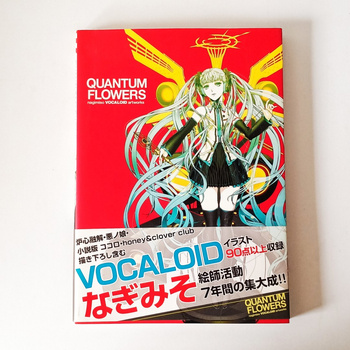 QUANTUM
FLOWERS
Nagimiso VOCALOID artworks
炉心融解・悪ノ娘・
小説版 ココロ・honey&clover club
描き下ろし含む
VOCALOID
イラスト
90点以上収録
なぎみそ
絵師活動
7年間の集大成!!
QUANTUM
FLOWERS